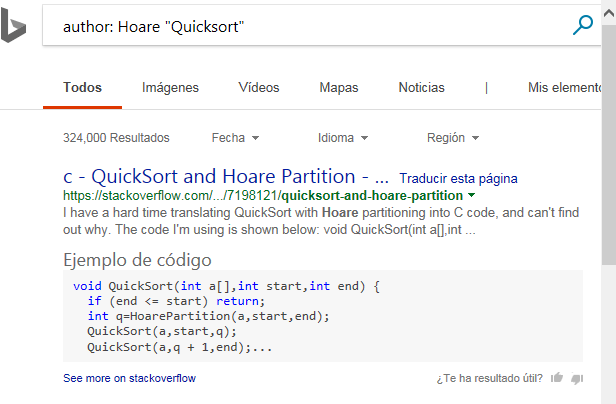 author: Hoare "Quicksort"
Todos Imágenes Vídeos Mapas Noticias | Mis elemento
324,000 Resultados Fecha Idioma Región
c - QuickSort and Hoare Partition - ... Traducir esta página
https://stackoverflow.com/.../7198121/quicksort-and-hoare-partition
I have a hard time translating QuickSort with Hoare partitioning into C code, and can't find
out why. The code I'm using is shown below: void QuickSort(int a[],int ...
Ejemplo de código
void QuickSort(int a[],int start,int end) {
  if (end <= start) return;
  int q=HoarePartition(a,start,end);
  QuickSort(a,start,q);
  QuickSort(a,q + 1,end);...
See more on stackoverflow ¿Te ha resultado útil?